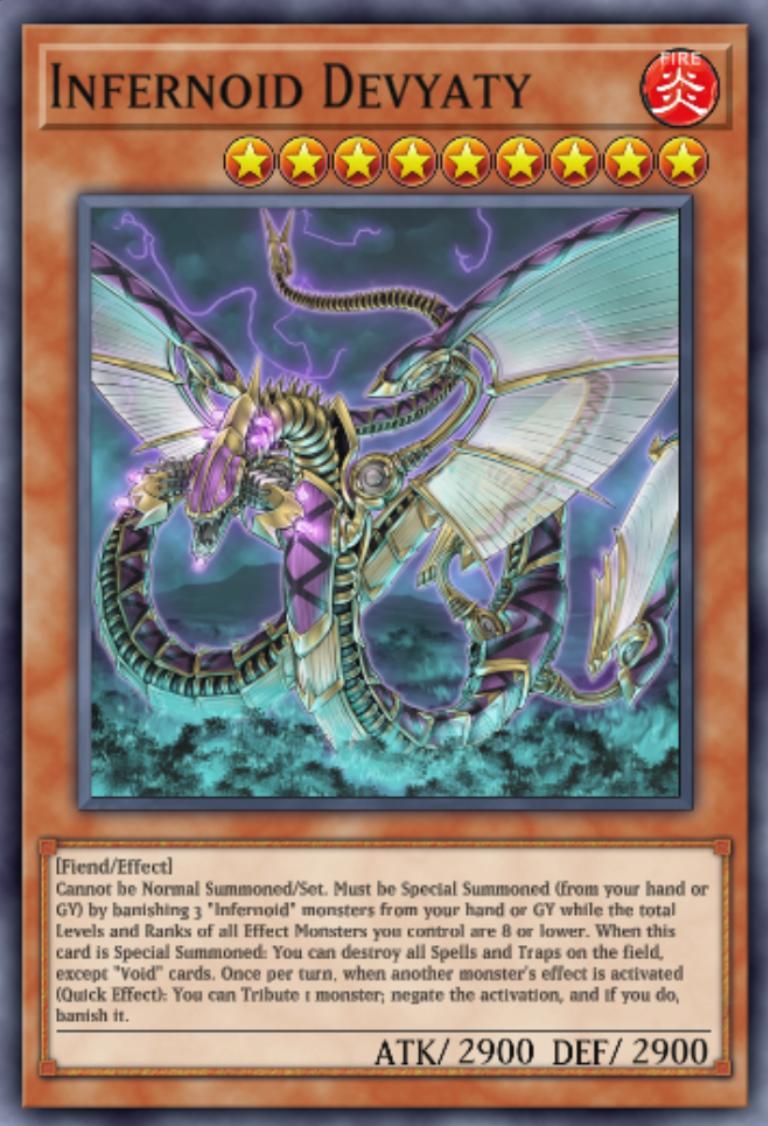 INFERNOID DEVYATY
FIRE
炎
[Fiend/Effect]
Cannot be Normal Summoned/Set. Must be Special Summoned (from your hand or
GY) by banishing 3 "Infernoid" monsters from your hand or GY while the total
Levels and Ranks of all Effect Monsters you control are 8 or lower. When this
card is Special Summoned: You can destroy all Spells and Traps on the field,
except "Void" cards. Once per turn, when another monster's effect is activated
(Quick Effect): You can Tribute 1 monster; negate the activation, and if you do,
banish it.
ATK/ 2900 DEF/ 2900